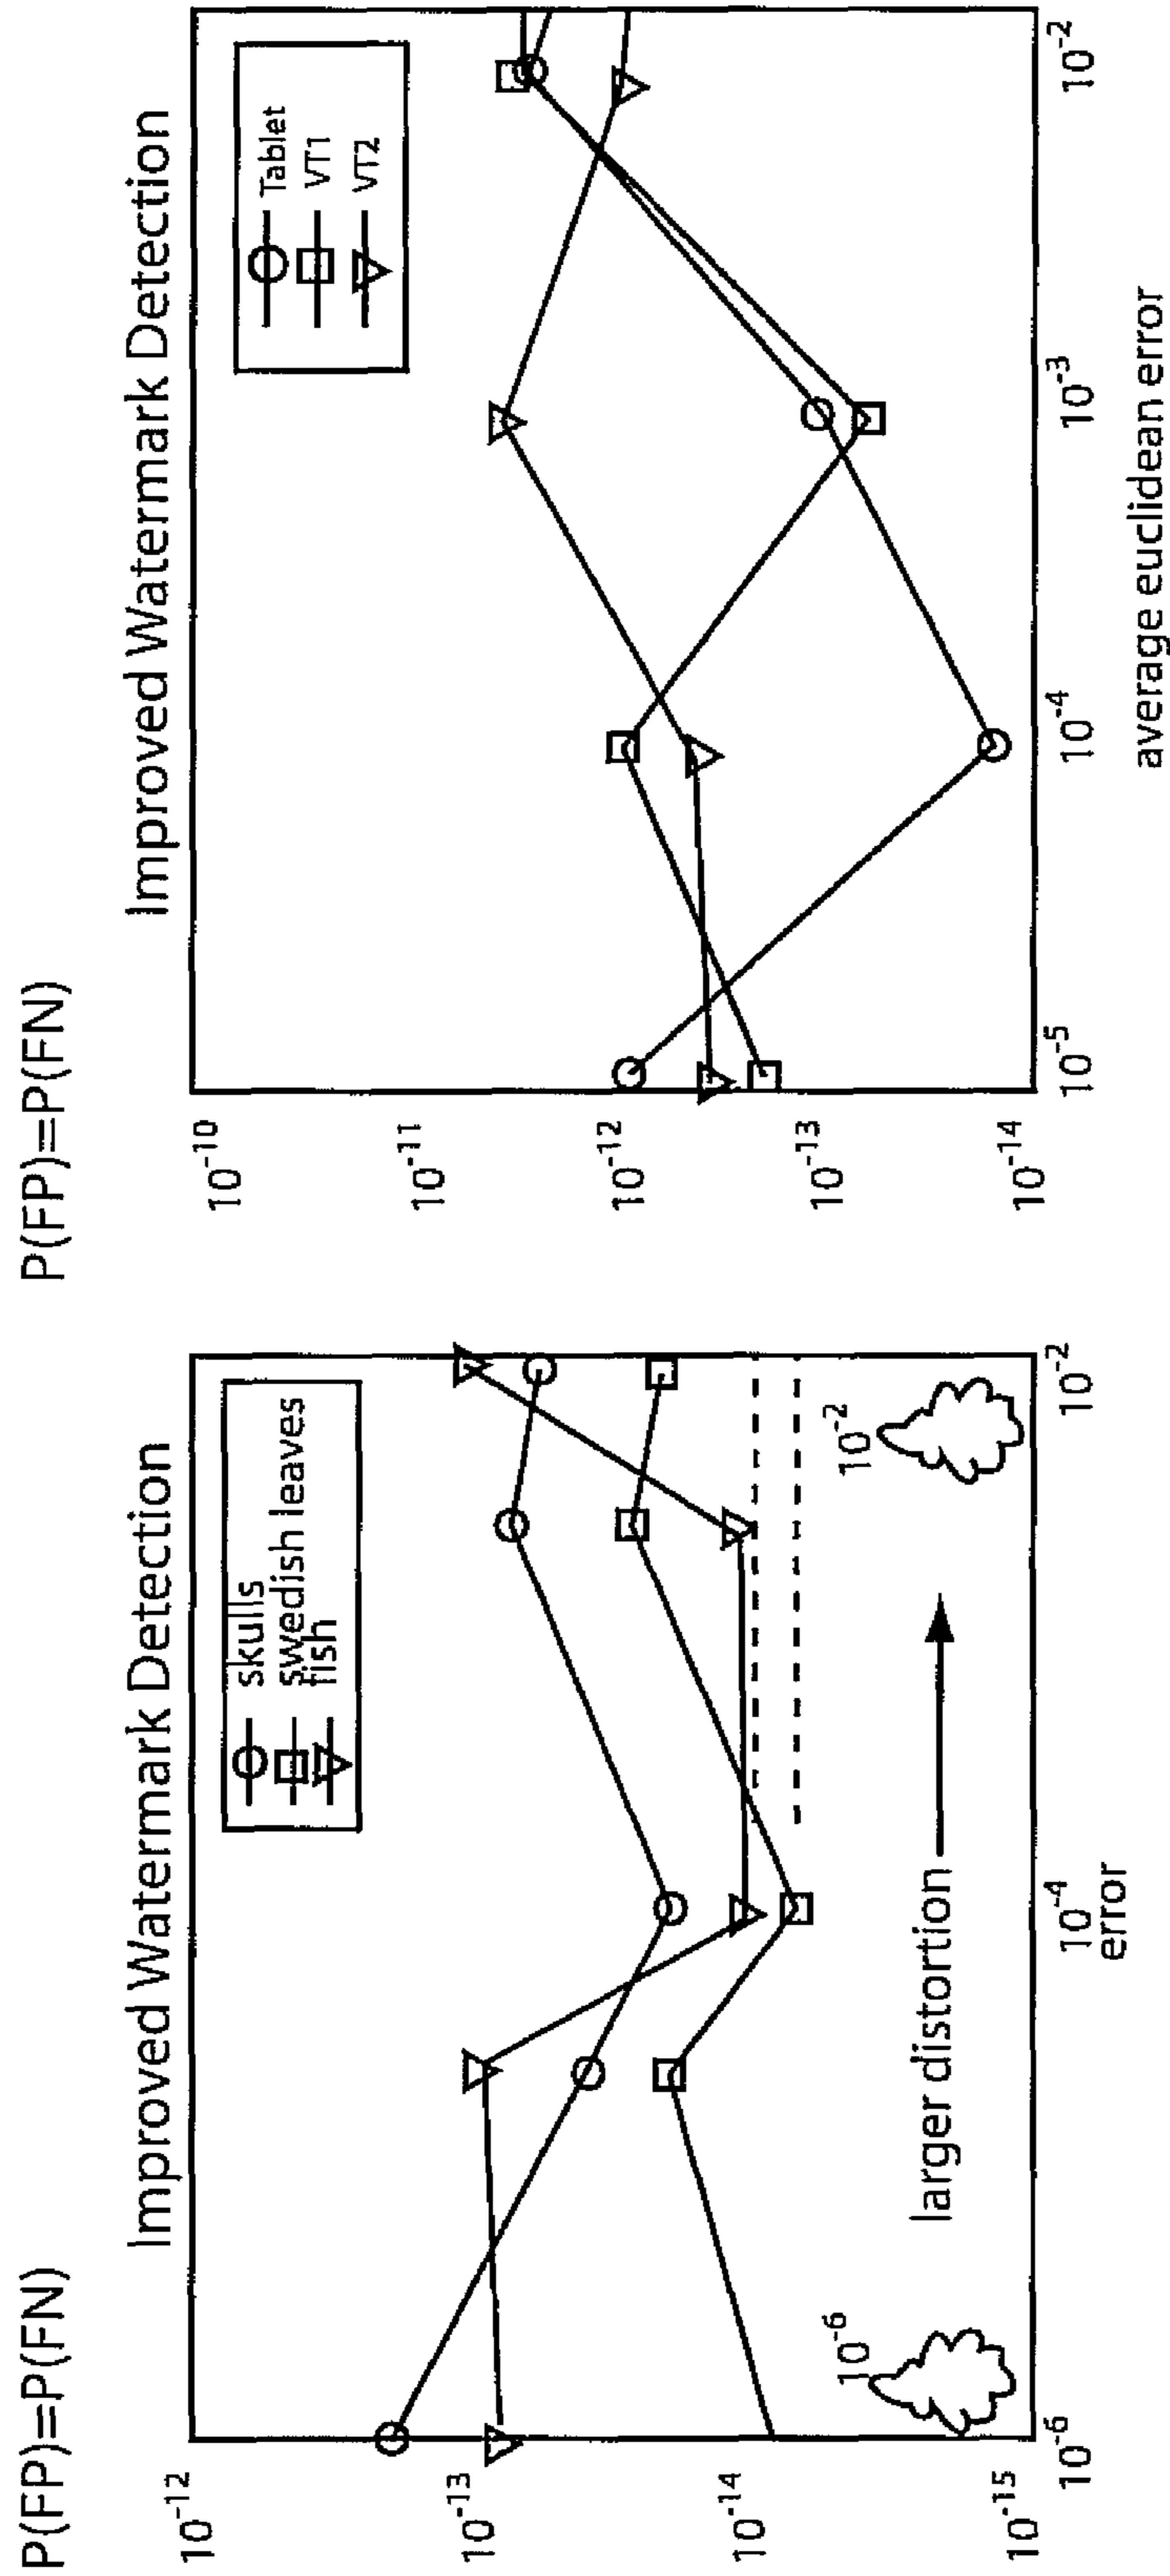 P(FP)=P(FN)
Improved Watermark Detection
skulls
swedish leaves
fish
10⁻¹²
10⁻¹³
10⁻¹⁴
10⁻¹⁵
10⁻⁶
10⁻²
larger distortion
10⁻⁶
10⁻⁴
10⁻²
error
P(FP)=P(FN)
Improved Watermark Detection
Tablet
VT1
VT2
10⁻¹⁰
10⁻¹¹
10⁻¹²
10⁻¹³
10⁻¹⁴
10⁻⁵
10⁻⁴
10⁻³
10⁻²
average euclidean error